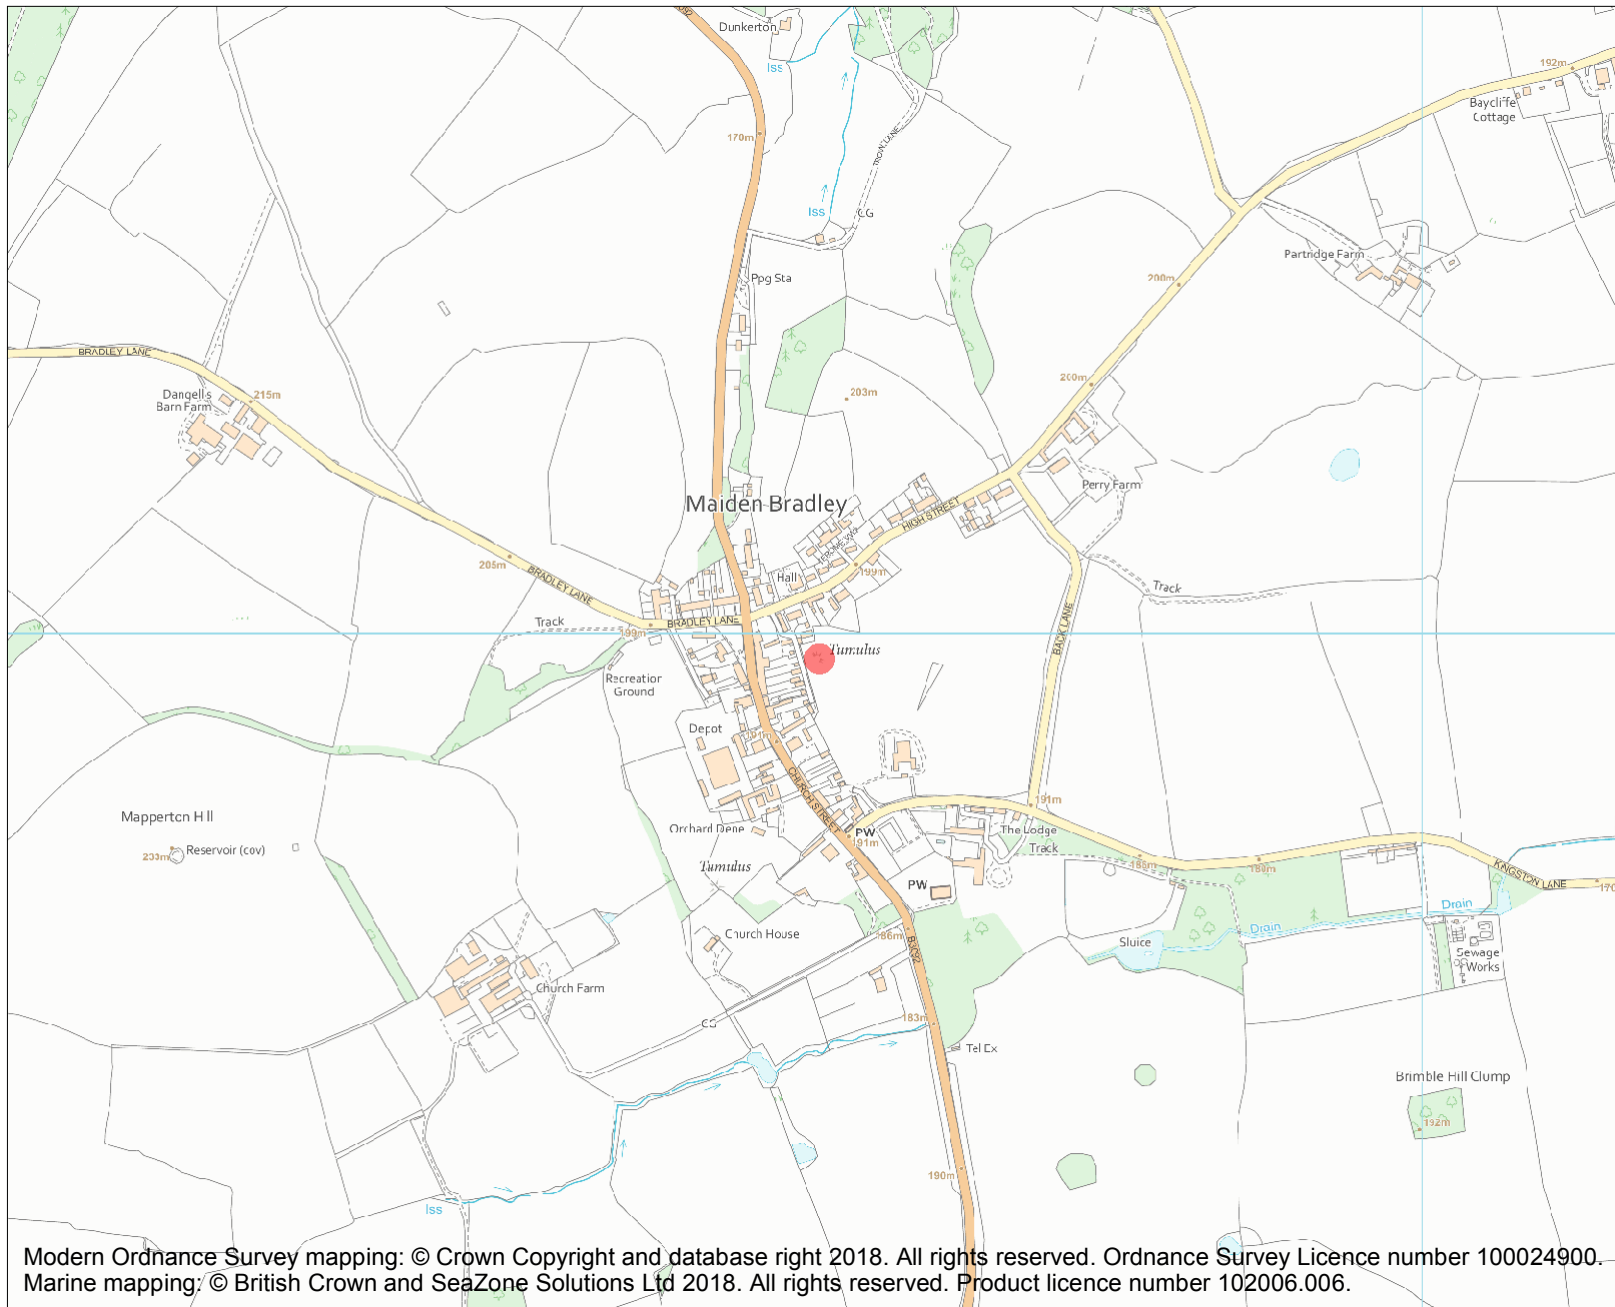 Dunkerton
Iss
192m
Baycliffe
Cottage
170m
Iss
CG
Partridge Farm
Ppg Sta
200m
BRADLEY LANE
Dangell's
Barn Farm
215m
203m
200m
Maiden Bradley
Perry Farm
HIGH STREET
205m
BRADLEY LANE
Hall
199m
Track
Track
199m
BRADLEY LANE
BACK LANE
Tumulus
Recreation
Ground
Depot
191m
CHURCH STREET
191m
Mapperton Hill
Reservoir (cov)
233m
Orchard Dene
PW
191m
The Lodge
Track
185m
180m
KINGSTON LANE
170
Tumulus
PW
Drain
Drain
Church House
186m
B3092
Sluice
Sewage
Works
Church Farm
CG
183m
Tel Ex
Brimble Hill Clump
192m
190m
Iss
Modern Ordnance Survey mapping: © Crown Copyright and database right 2018. All rights reserved. Ordnance Survey Licence number 100024900.
Marine mapping: © British Crown and SeaZone Solutions Ltd 2018. All rights reserved. Product licence number 102006.006.